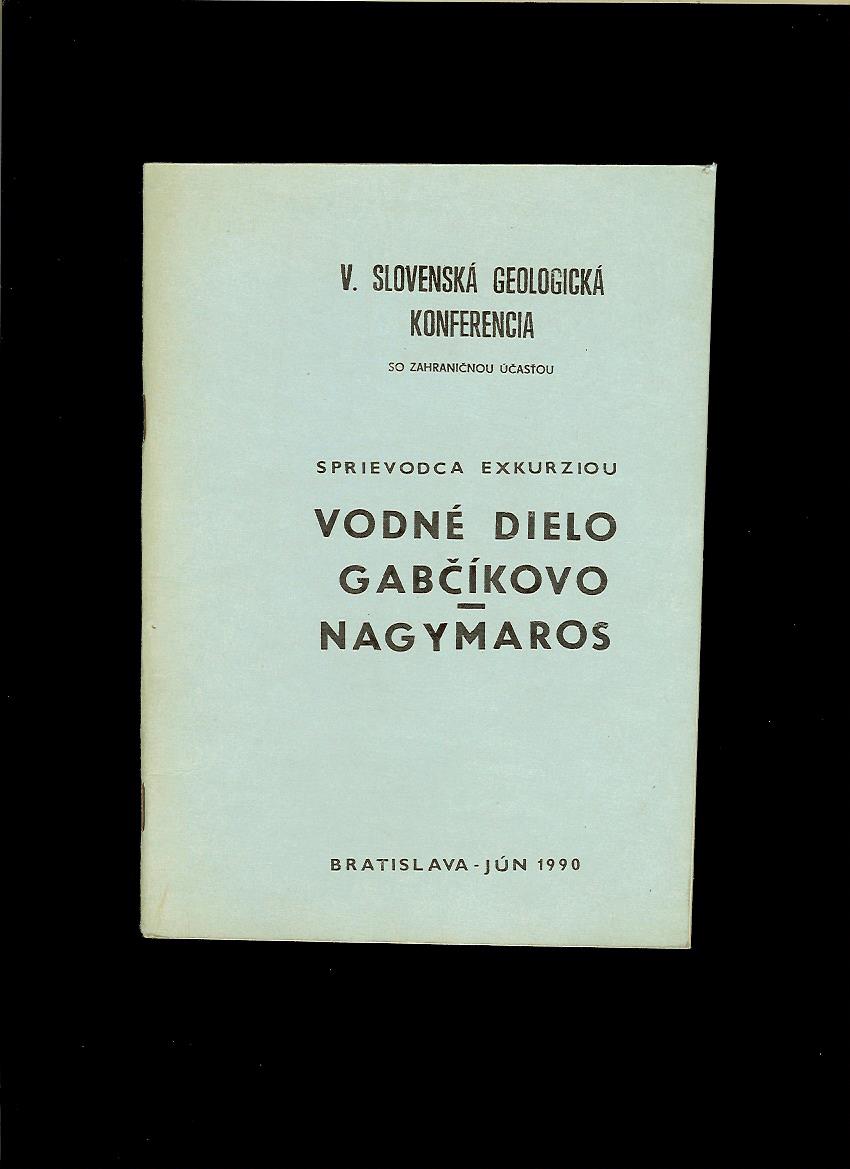 V. SLOVENSKÁ GEOLOGICKÁ
KONFERENCIA
SO ZAHRANIČNOU ÚČASŤOU
SPRIEVODCA EXKURZIOU
VODNÉ DIELO
GABČÍKOVO
–
NAGYMAROS
BRATISLAVA - JÚN 1990